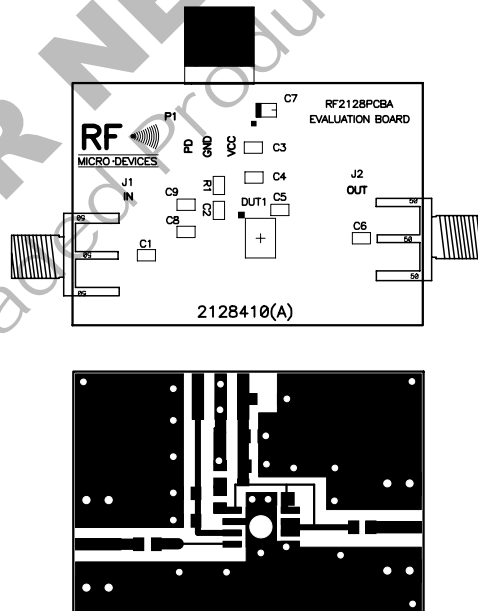 C7
RF2128PCBA
EVALUATION BOARD
P1
RF
MICRO-DEVICES
PD
GND
VCC
C3
C4
J1
IN
J2
OUT
R1
C9
C2
DUT1
C5
C8
C6
C1
50
50
50
50
50
50
2128410(A)